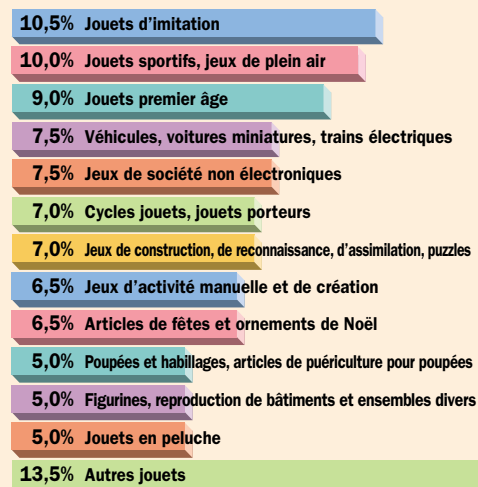 10,5% Jouets d'imitation
10,0% Jouets sportifs, jeux de plein air
9,0% Jouets premier âge
7,5% Véhicules, voitures miniatures, trains électriques
7,5% Jeux de société non électroniques
7,0% Cycles jouets, jouets porteurs
7,0% Jeux de construction, de reconnaissance, d'assimilation, puzzles
6,5% Jeux d'activité manuelle et de création
6,5% Articles de fêtes et ornements de Noël
5,0% Poupées et habillages, articles de puériculture pour poupées
5,0% Figurines, reproduction de bâtiments et ensembles divers
5,0% Jouets en peluche
13,5% Autres jouets